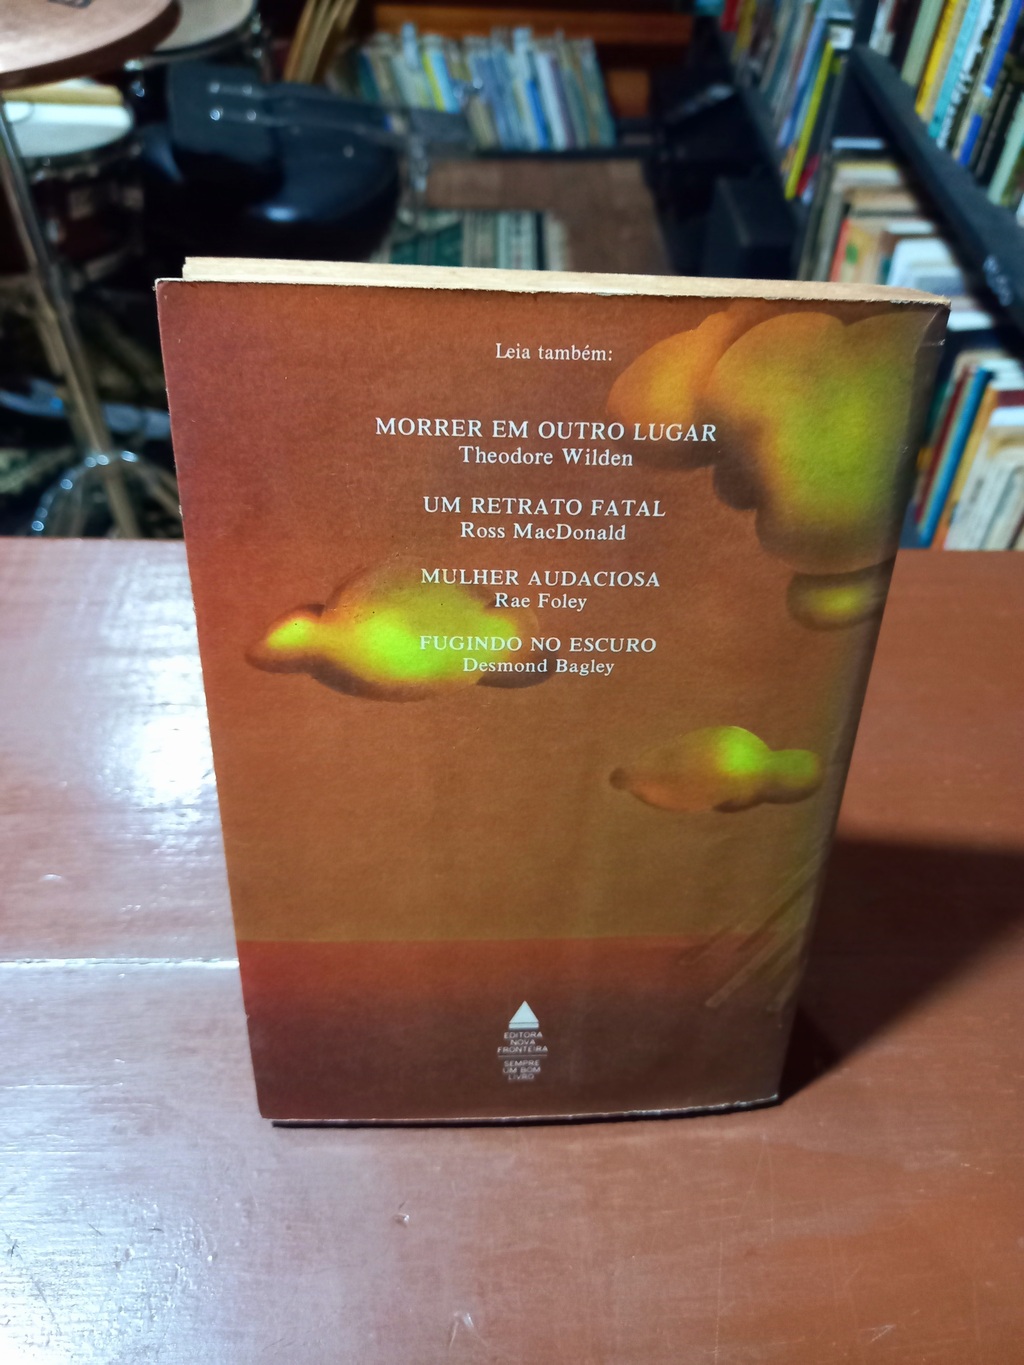 Leia também:
MORRER EM OUTRO LUGAR
Theodore Wilden
UM RETRATO FATAL
Ross MacDonald
MULHER AUDACIOSA
Rae Foley
FUGINDO NO ESCURO
Desmond Bagley
EDITORA
NOVA
FRONTEIRA
SEMPRE
UM BOM
LIVRO